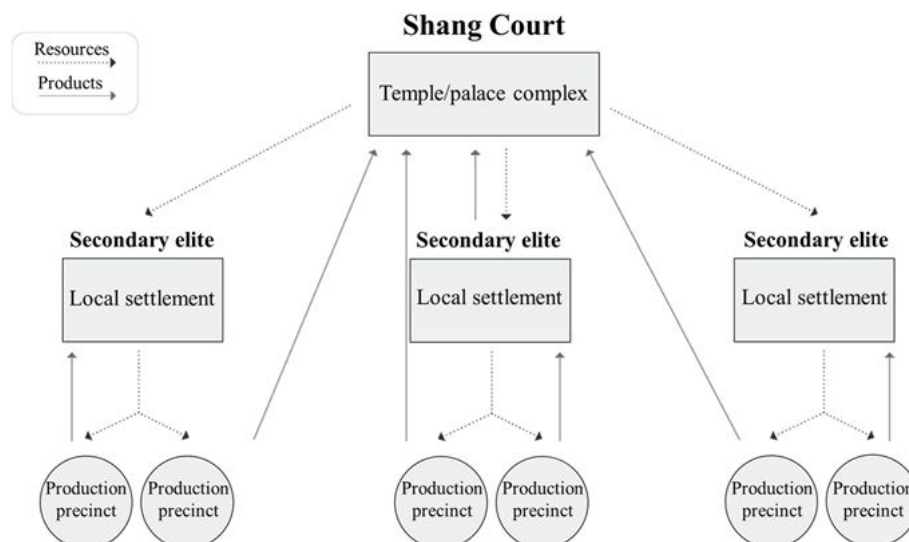 Shang Court
Resources
Products
Temple/palace complex
Secondary elite
Secondary elite
Secondary elite
Local settlement
Local settlement
Local settlement
Production
precinct
Production
precinct
Production
precinct
Production
precinct
Production
precinct
Production
precinct